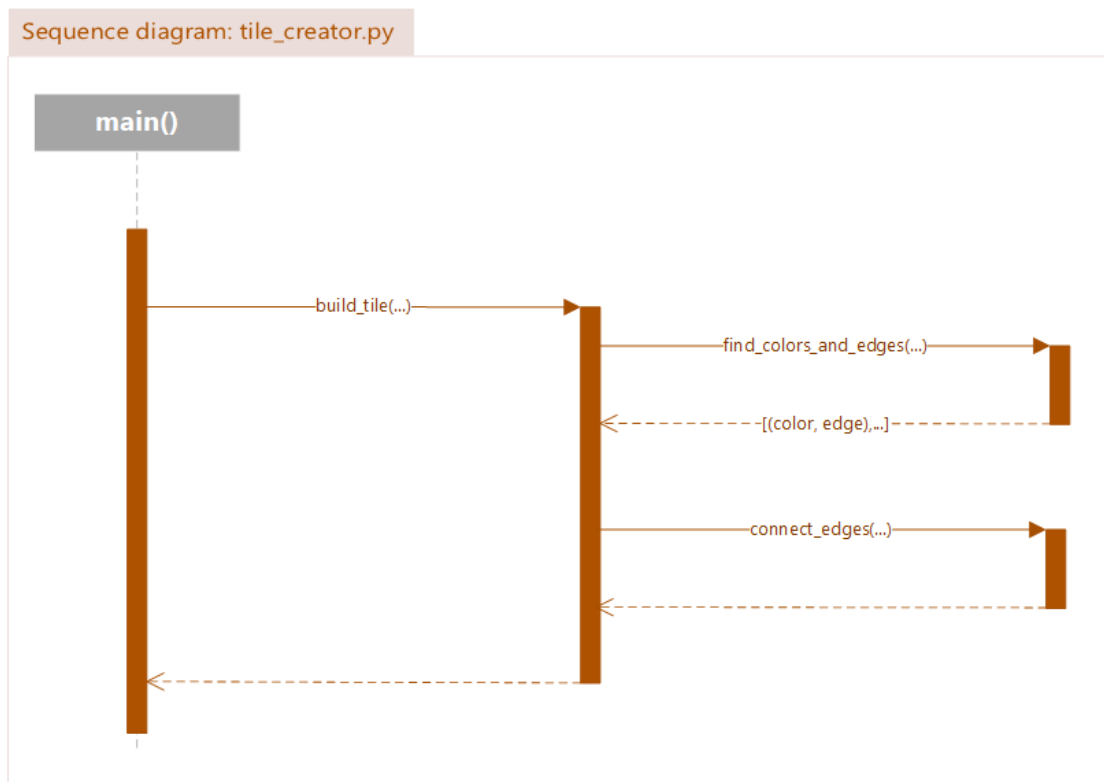 Sequence diagram: tile_creator.py
main()
build_tile(...)
find_colors_and_edges(...)
[(color, edge),...]
connect_edges(...)